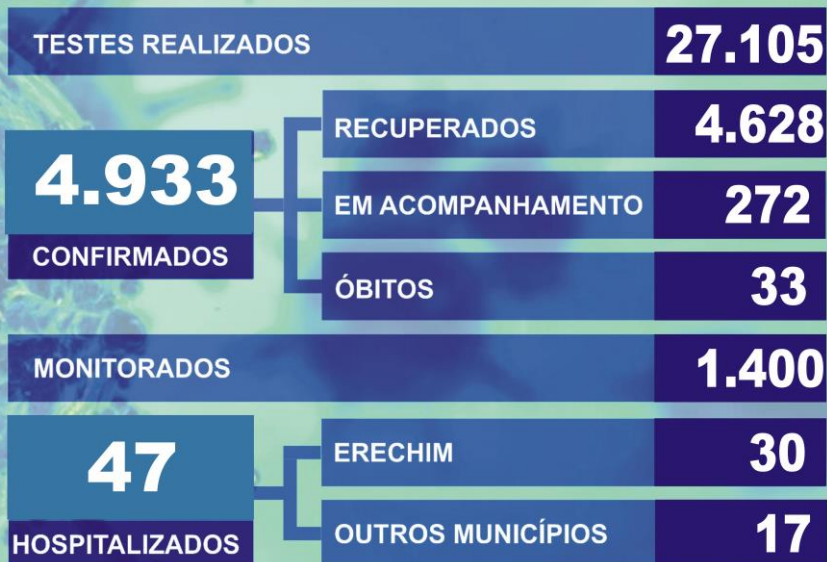 TESTES REALIZADOS 27.105
4.933
CONFIRMADOS
RECUPERADOS 4.628
EM ACOMPANHAMENTO 272
ÓBITOS 33
MONITORADOS 1.400
47
HOSPITALIZADOS
ERECHIM 30
OUTROS MUNICÍPIOS 17